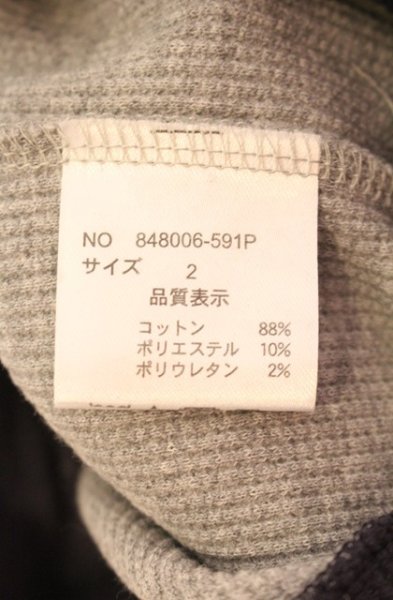 NO 848006-591P
サイズ 2
品質表示
コットン 88%
ポリエステル 10%
ポリウレタン 2%